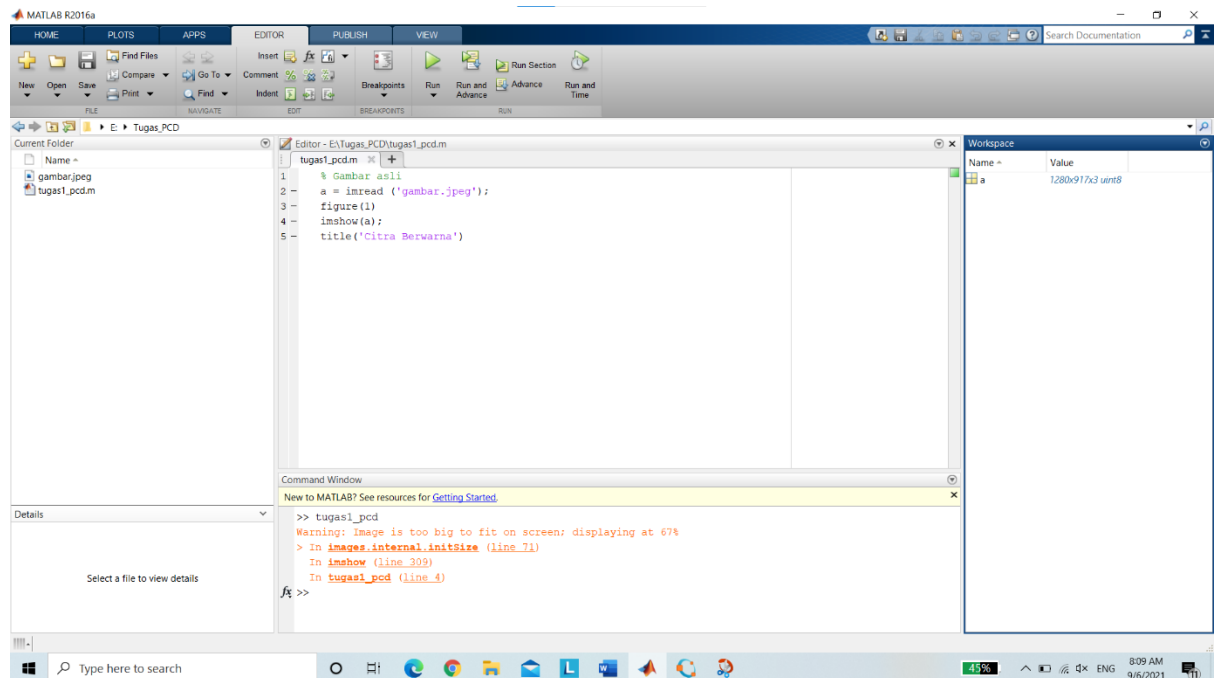 MATLAB R2016a
HOME PLOTS APPS EDITOR PUBLISH VIEW
Search Documentation
New Open Save
Find Files
Compare
Print
Go To
Find
Insert fx
Comment
Indent
Breakpoints
Run
Run and Advance
Run Section
Advance
Run and Time
FILE NAVIGATE EDIT BREAKPOINTS RUN
E: Tugas_PCD
Current Folder
Name
gambar.jpeg
tugas1_pcd.m
Editor - E:\Tugas_PCD\tugas1_pcd.m
tugas1_pcd.m
1 % Gambar asli
2 - a = imread ('gambar.jpeg');
3 - figure(1)
4 - imshow(a);
5 - title('Citra Berwarna')
Workspace
Name Value
a 1280x917x3 uint8
Command Window
New to MATLAB? See resources for Getting Started.
>> tugas1_pcd
Warning: Image is too big to fit on screen; displaying at 67%
> In images.internal.initSize (line 71)
In imshow (line 309)
In tugas1_pcd (line 4)
fx >>
Details
Select a file to view details
Type here to search
45%
ENG
8:09 AM
9/6/2021